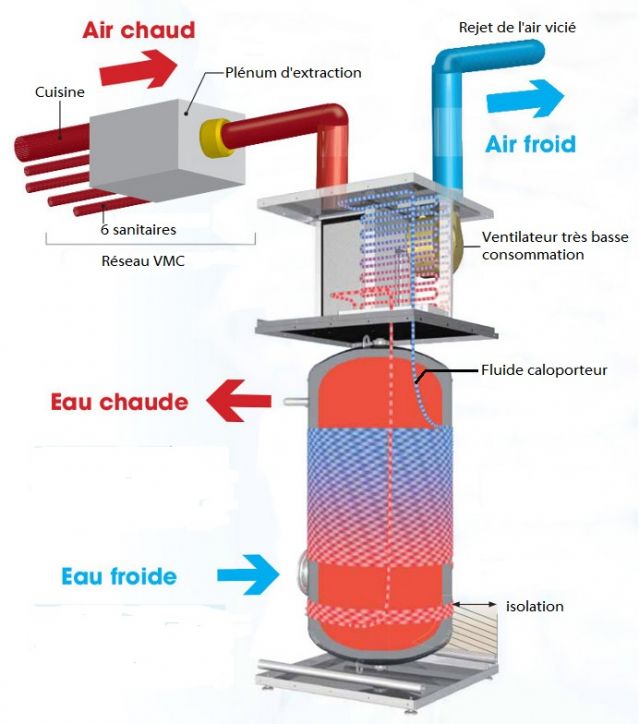 Air chaud
Rejet de l'air vicié
Plénum d'extraction
Cuisine
Air froid
6 sanitaires
Réseau VMC
Ventilateur très basse
consommation
Fluide caloporteur
Eau chaude
Eau froide
isolation